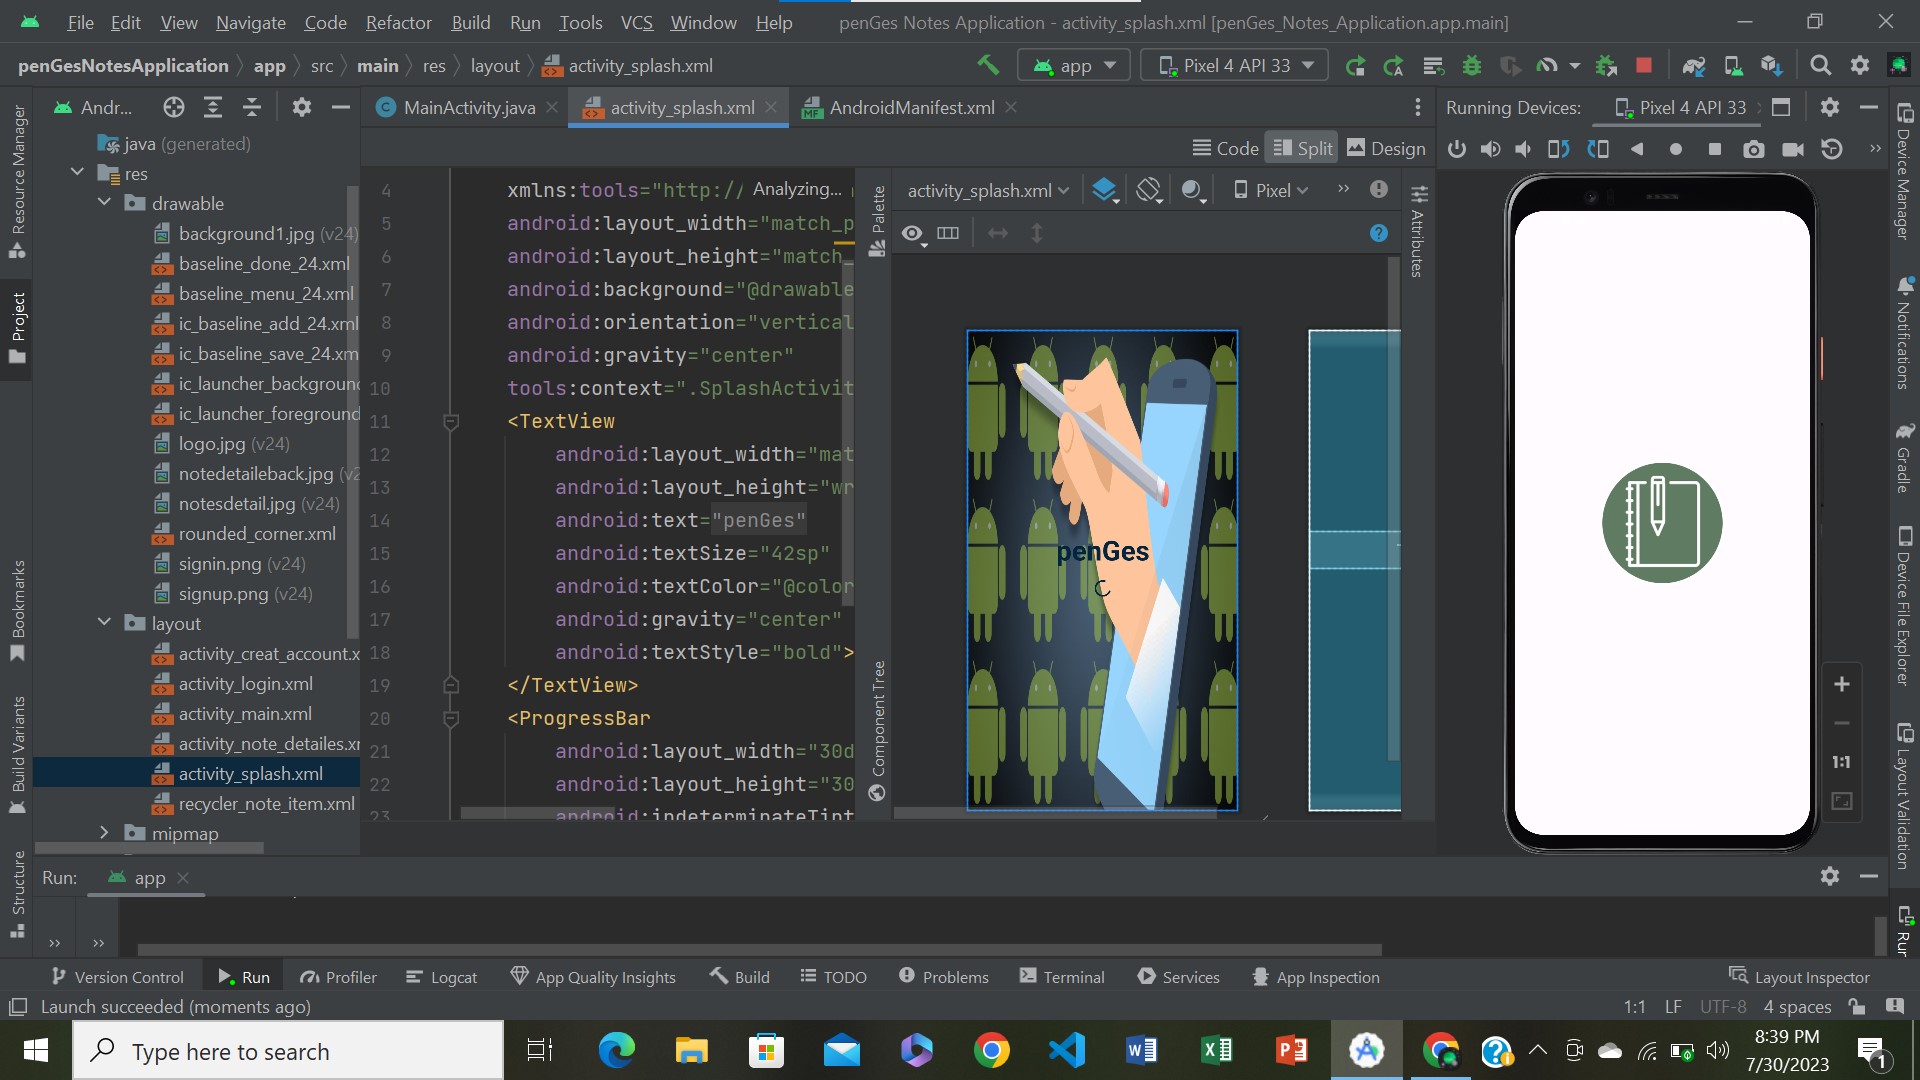 File Edit View Navigate Code Refactor Build Run Tools VCS Window Help penGes Notes Application - activity_splash.xml [penGes_Notes_Application.app.main]
penGesNotesApplication app src main res layout activity_splash.xml app Pixel 4 API 33
Andr... MainActivity.java activity_splash.xml AndroidManifest.xml Running Devices: Pixel 4 API 33
Code Split Design
Resource Manager
Project
Bookmarks
Build Variants
Structure
java (generated)
res
drawable
background1.jpg (v24)
baseline_done_24.xml
baseline_menu_24.xml
ic_baseline_add_24.xml
ic_baseline_save_24.xm
ic_launcher_background
ic_launcher_foreground
logo.jpg (v24)
notedetaileback.jpg (v2
notesdetail.jpg (v24)
rounded_corner.xml
signin.png (v24)
signup.png (v24)
layout
activity_creat_account.x
activity_login.xml
activity_main.xml
activity_note_detailes.xr
activity_splash.xml
recycler_note_item.xml
mipmap
4 xmlns:tools="http:// Analyzing...
5 android:layout_width="match_p
6 android:layout_height="match_
7 android:background="@drawable
8 android:orientation="vertical
9 android:gravity="center"
10 tools:context=".SplashActivit
11 <TextView
12 android:layout_width="mat
13 android:layout_height="wr
14 android:text="penGes"
15 android:textSize="42sp"
16 android:textColor="@color
17 android:gravity="center"
18 android:textStyle="bold">
19 </TextView>
20 <ProgressBar
21 android:layout_width="30d
22 android:layout_height="30
23 android:indeterminateTint
Palette
Component Tree
activity_splash.xml Pixel
penGes
Attributes
1:1
Device Manager
Notifications
Gradle
Device File Explorer
Layout Validation
Run: app
Version Control Run Profiler Logcat App Quality Insights Build TODO Problems Terminal Services App Inspection Layout Inspector
Launch succeeded (moments ago) 1:1 LF UTF-8 4 spaces
Type here to search
8:39 PM
7/30/2023
1